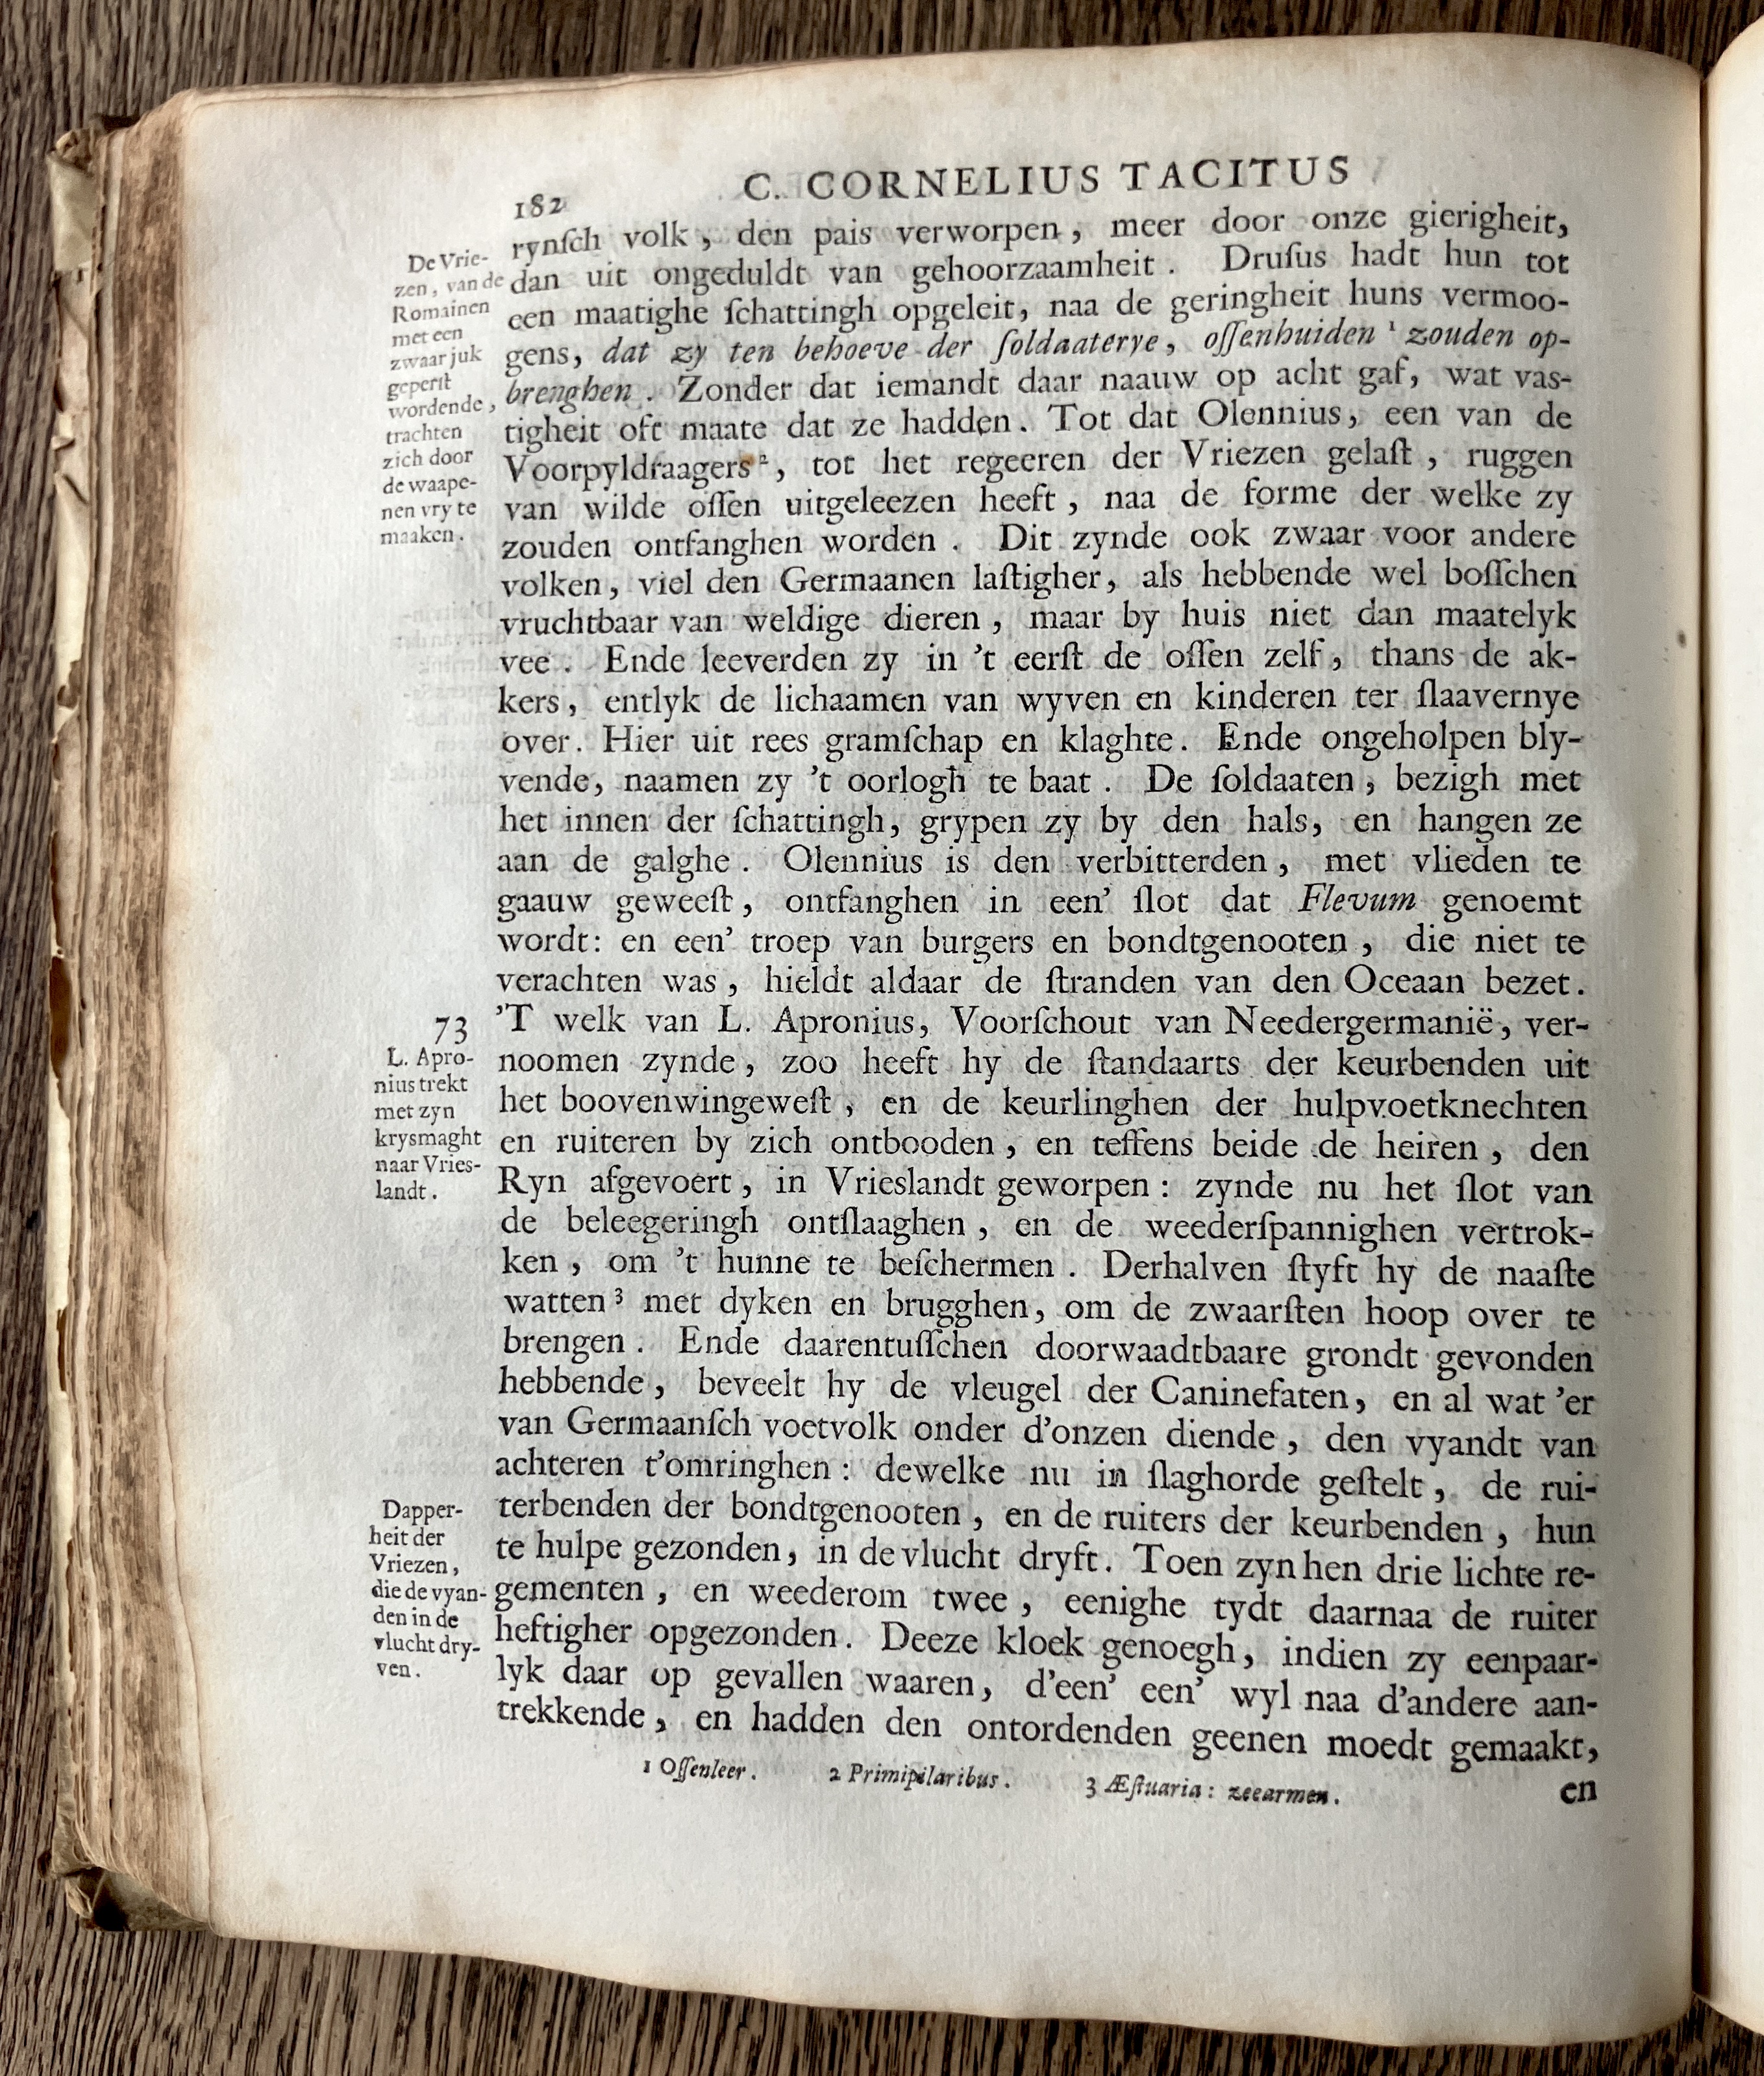 182
C. CORNELIUS TACITUS
De Vrie-
zen, van de
Romainen
met een
zwaar juk
geperst
wordende,
trachten
zich door
de waape-
nen vry te
maaken.
rynſch volk, den pais verworpen, meer door onze gierigheit,
dan uit ongeduldt van gehoorzaamheit. Druſus hadt hun tot
een maatighe ſchattingh opgeleit, naa de geringheit huns vermoo-
gens, dat zy ten behoeve der ſoldaaterye, oſſenhuiden ¹ zouden op-
brenghen. Zonder dat iemandt daar naauw op acht gaf, wat vas-
tigheit oft maate dat ze hadden. Tot dat Olennius, een van de
Voorpyldraagers ², tot het regeeren der Vriezen gelaſt, ruggen
van wilde oſſen uitgeleezen heeft, naa de forme der welke zy
zouden ontfanghen worden. Dit zynde ook zwaar voor andere
volken, viel den Germaanen laſtigher, als hebbende wel boſſchen
vruchtbaar van weldige dieren, maar by huis niet dan maatelyk
vee. Ende leeverden zy in 't eerſt de oſſen zelf, thans de ak-
kers, entlyk de lichaamen van wyven en kinderen ter ſlaavernye
over. Hier uit rees gramſchap en klaghte. Ende ongeholpen bly-
vende, naamen zy 't oorlogh te baat. De ſoldaaten, bezigh met
het innen der ſchattingh, grypen zy by den hals, en hangen ze
aan de galghe. Olennius is den verbitterden, met vlieden te
gaauw geweeſt, ontfanghen in een' ſlot dat Flevum genoemt
wordt: en een' troep van burgers en bondtgenooten, die niet te
verachten was, hieldt aldaar de ſtranden van den Oceaan bezet.
73
L. Apro-
nius trekt
met zyn
krysmaght
naar Vries-
landt.
'T welk van L. Apronius, Voorſchout van Needergermanië, ver-
noomen zynde, zoo heeft hy de ſtandaarts der keurbenden uit
het boovenwingeweſt, en de keurlinghen der hulpvoetknechten
en ruiteren by zich ontbooden, en teffens beide de heiren, den
Ryn afgevoert, in Vrieslandt geworpen: zynde nu het ſlot van
de beleegeringh ontſlaaghen, en de weederſpannighen vertrok-
ken, om 't hunne te beſchermen. Derhalven ſtyft hy de naaſte
watten ³ met dyken en brugghen, om de zwaarſten hoop over te
brengen. Ende daarentuſſchen doorwaadtbaare grondt gevonden
hebbende, beveelt hy de vleugel der Caninefaten, en al wat 'er
van Germaanſch voetvolk onder d'onzen diende, den vyandt van
achteren t'omringhen: dewelke nu in ſlaghorde geſtelt, de rui-
Dapper-
heit der
Vriezen,
die de vyan-
den in de
vlucht dry-
ven.
terbenden der bondtgenooten, en de ruiters der keurbenden, hun
te hulpe gezonden, in de vlucht dryft. Toen zyn hen drie lichte re-
gementen, en weederom twee, eenighe tydt daarnaa de ruiter
heftigher opgezonden. Deeze kloek genoegh, indien zy eenpaar-
lyk daar op gevallen waaren, d'een' een' wyl naa d'andere aan-
trekkende, en hadden den ontordenden geenen moedt gemaakt,
1 Oſſenleer. 2 Primipilaribus. 3 Æſtuaria: zeearmen.
en